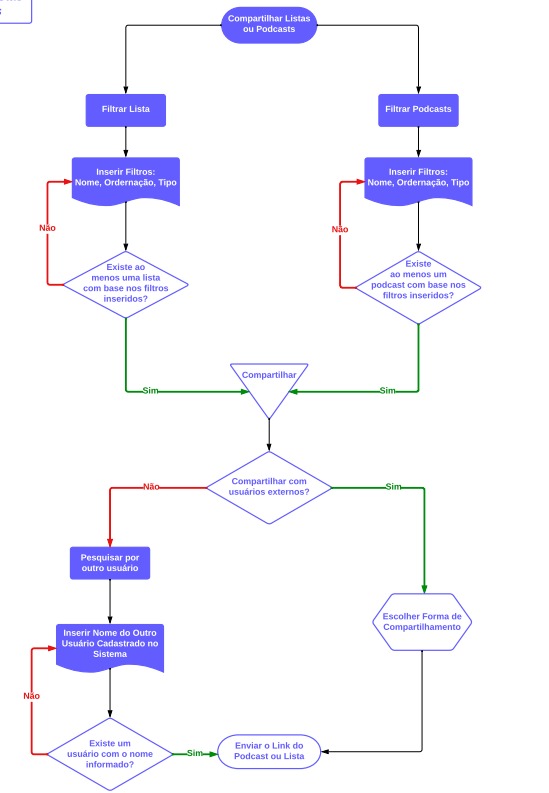 Compartilhar Listas
ou Podcasts
Filtrar Lista
Filtrar Podcasts
Inserir Filtros:
Nome, Ordernação, Tipo
Inserir Filtros:
Nome, Ordernação, Tipo
Não
Não
Existe ao
menos uma lista
com base nos filtros
inseridos?
Existe
ao menos um
podcast com base nos
filtros inseridos?
Sim
Compartilhar
Sim
Compartilhar com
usuários externos?
Não
Sim
Pesquisar por
outro usuário
Escolher Forma de
Compartilhamento
Inserir Nome do Outro
Usuário Cadastrado no
Sistema
Não
Existe um
usuário com o nome
informado?
Sim
Enviar o Link do
Podcast ou Lista